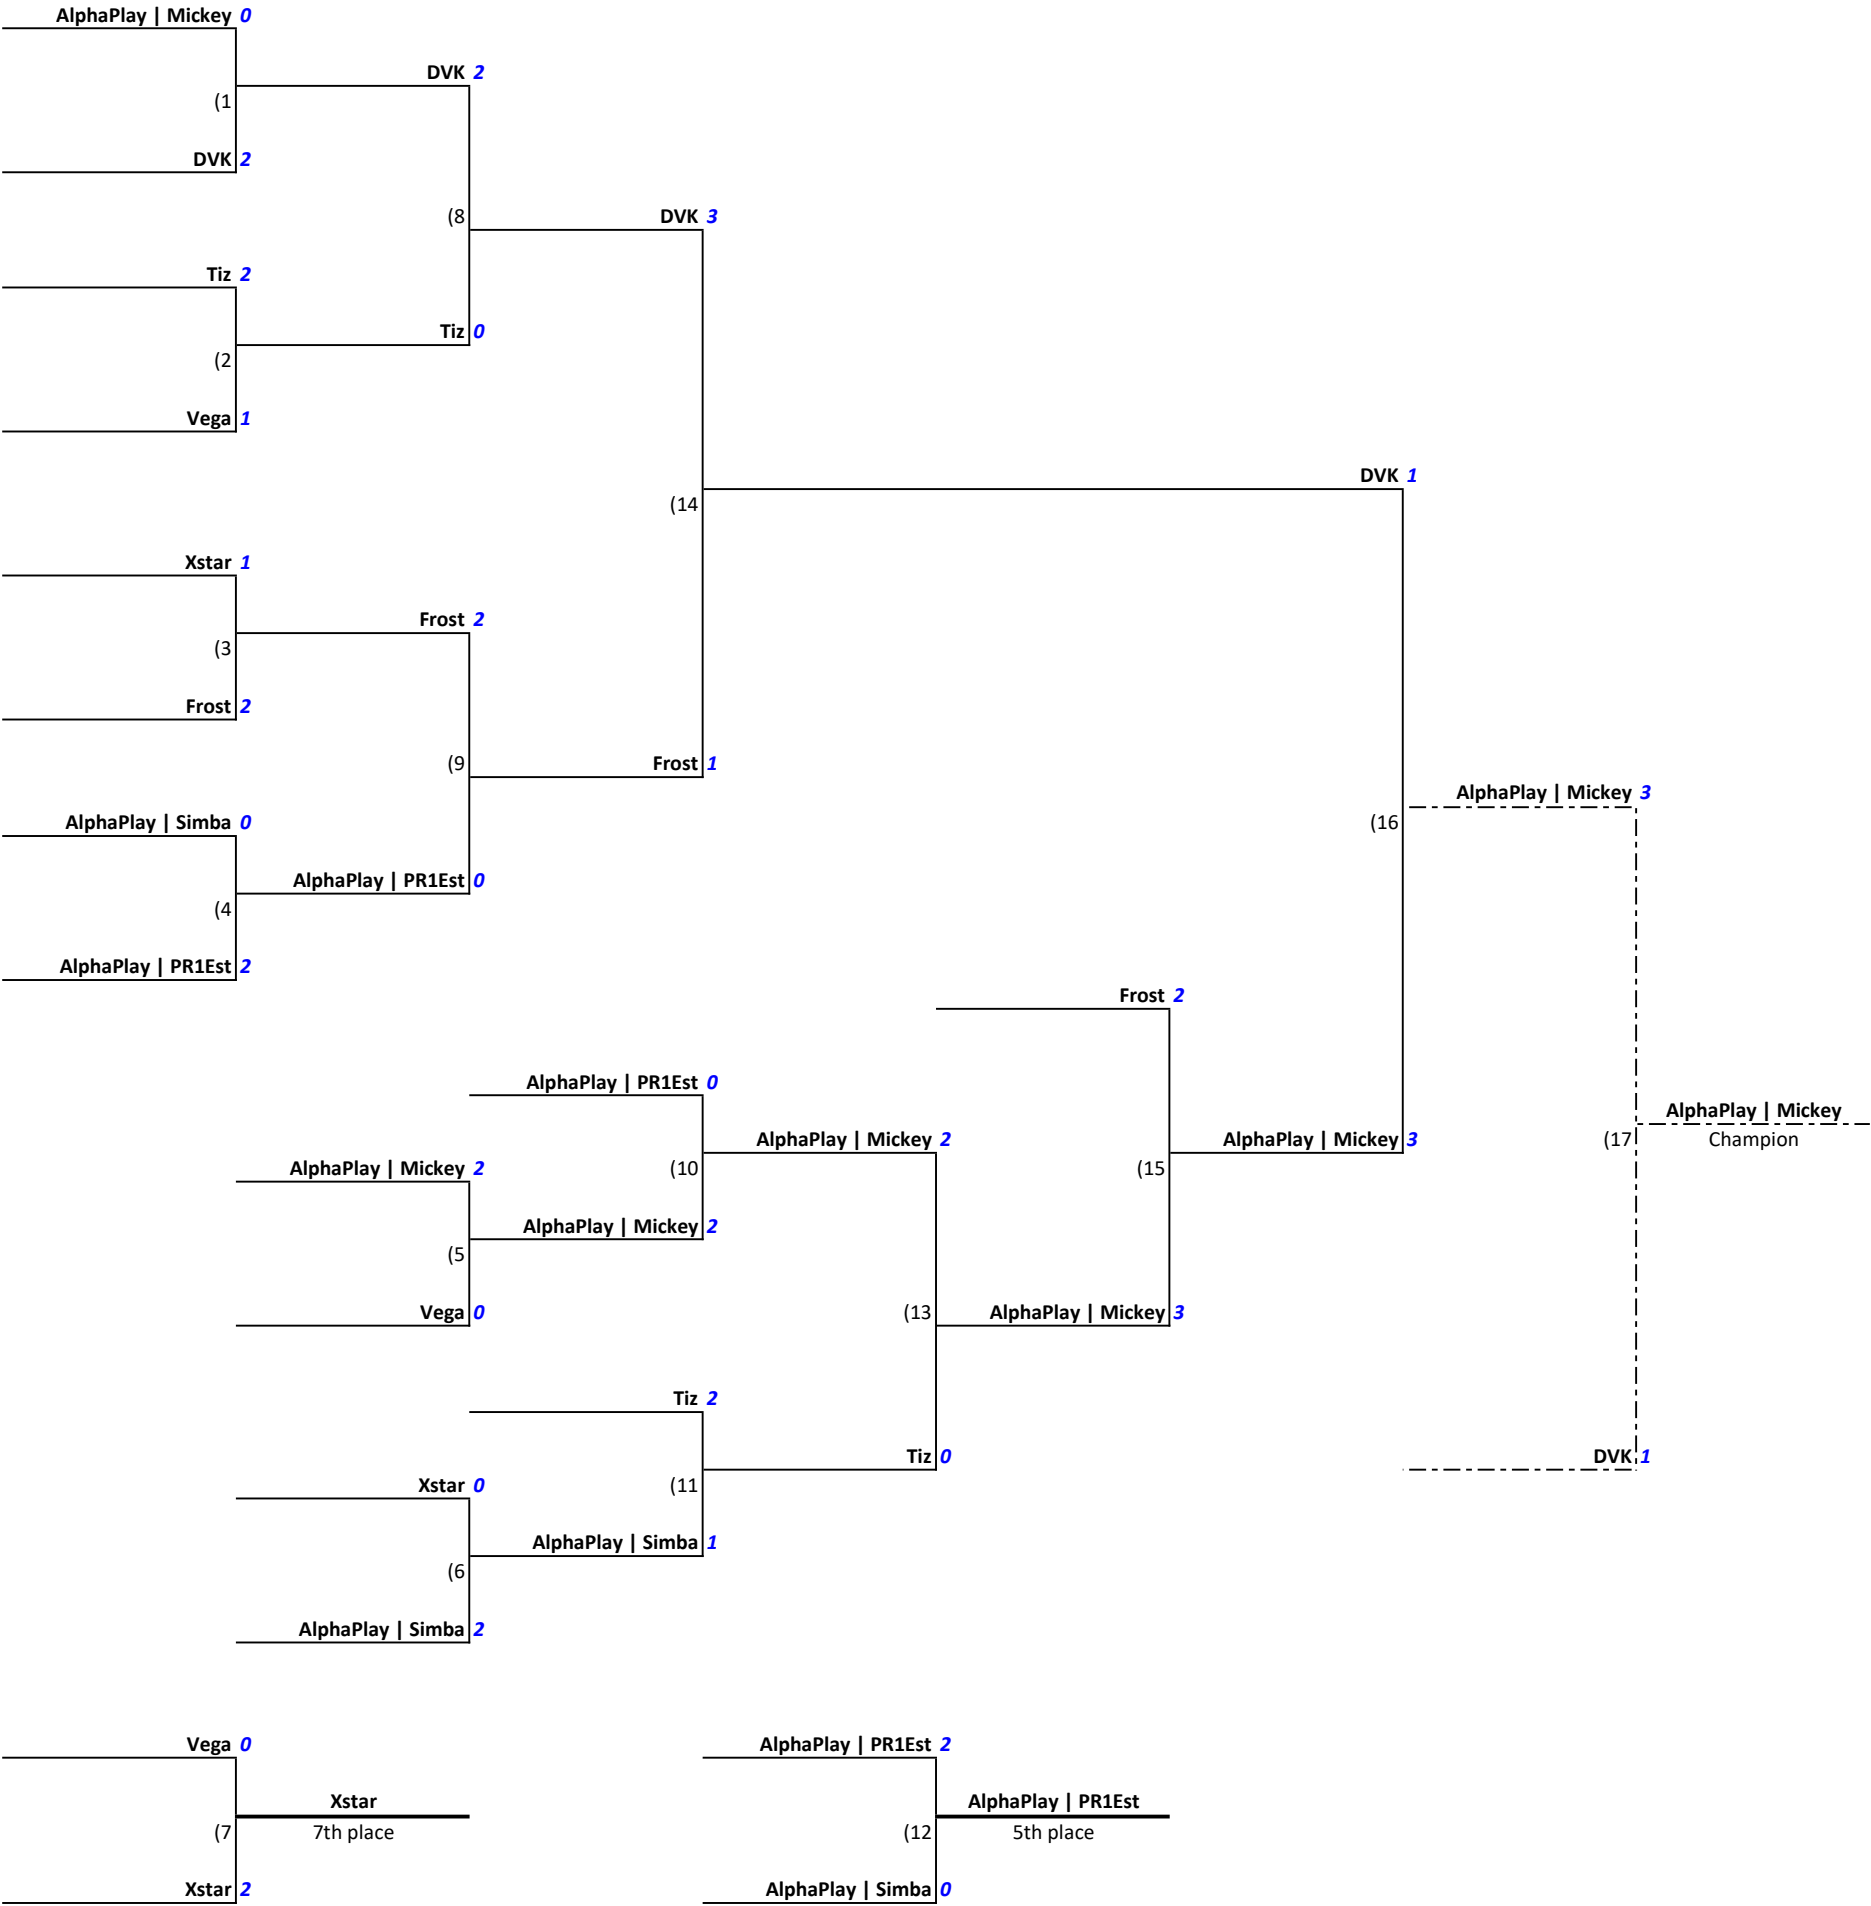 AlphaPlay | Mickey 0
DVK 2
(1
DVK 2
(8
DVK 3
Tiz 2
Tiz 0
(2
Vega 1
DVK 1
(14
Xstar 1
Frost 2
(3
Frost 2
(9
Frost 1
AlphaPlay | Mickey 3
AlphaPlay | Simba 0
(16
AlphaPlay | PR1Est 0
(4
AlphaPlay | PR1Est 2
Frost 2
AlphaPlay | PR1Est 0
AlphaPlay | Mickey
AlphaPlay | Mickey 2
AlphaPlay | Mickey 3
(17
Champion
AlphaPlay | Mickey 2
(10
(15
AlphaPlay | Mickey 2
(5
Vega 0
(13
AlphaPlay | Mickey 3
Tiz 2
Tiz 0
DVK 1
Xstar 0
(11
AlphaPlay | Simba 1
(6
AlphaPlay | Simba 2
Vega 0
AlphaPlay | PR1Est 2
Xstar
AlphaPlay | PR1Est
(7
7th place
(12
5th place
Xstar 2
AlphaPlay | Simba 0